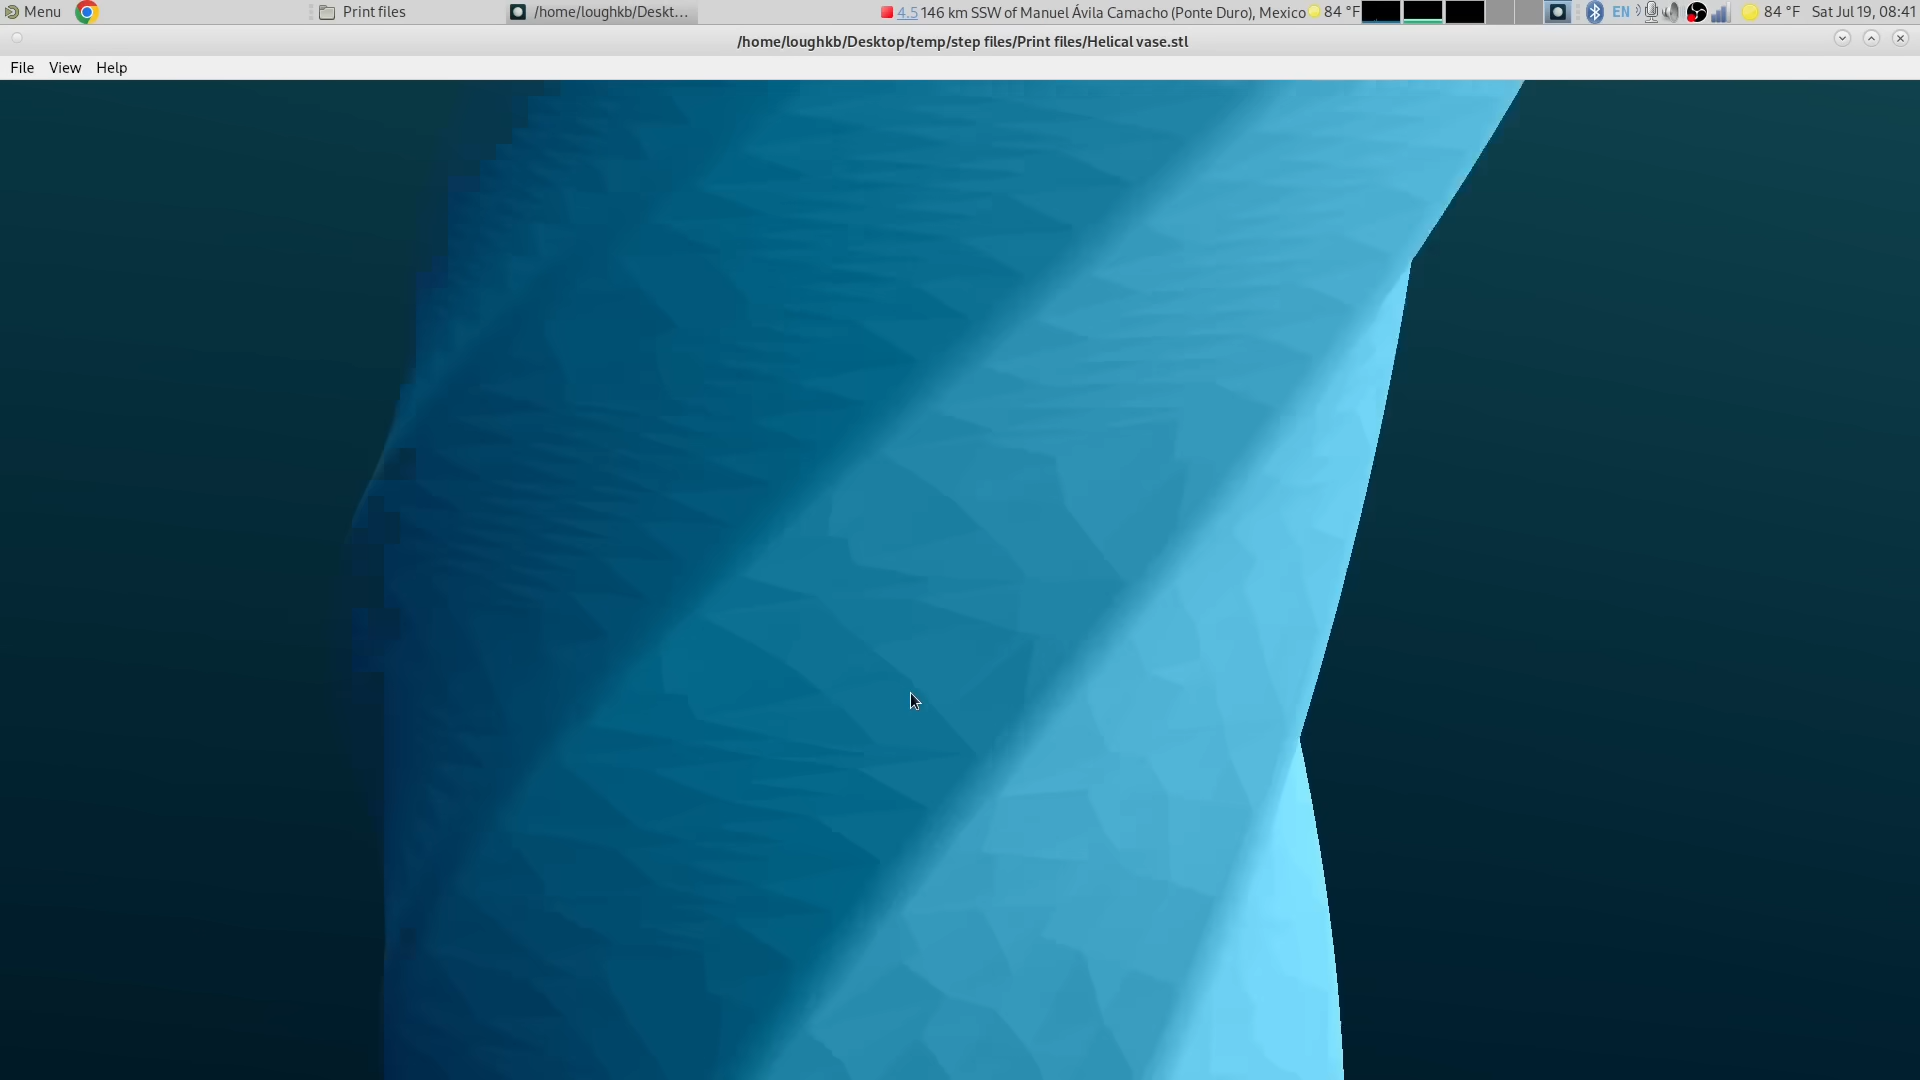 Menu Print files /home/loughkb/Deskt... 4.5 146 km SSW of Manuel Ávila Camacho (Ponte Duro), Mexico 84 °F EN 84 °F Sat Jul 19, 08:41
/home/loughkb/Desktop/temp/step files/Print files/Helical vase.stl
File View Help